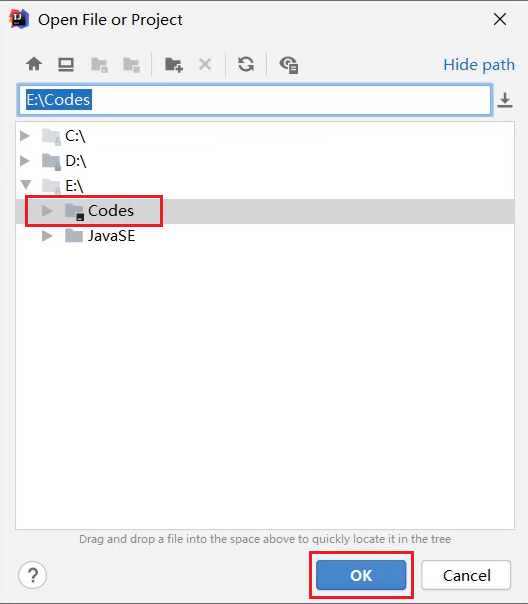 Open File or Project
Hide path
E:\Codes
C:\
D:\
E:\
Codes
JavaSE
Drag and drop a file into the space above to quickly locate it in the tree
?
OK
Cancel